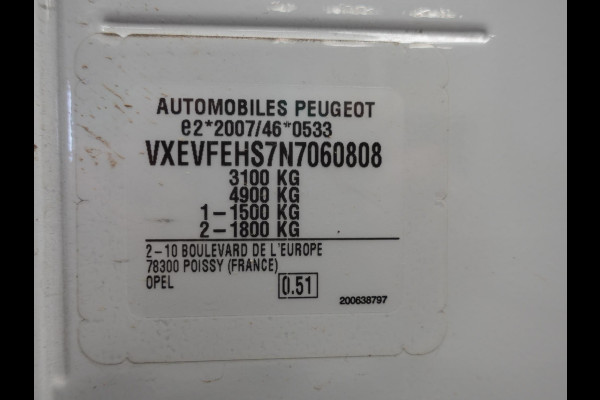 AUTOMOBILES PEUGEOT
e2*2007/46*0533
VXEVFEHS7N7060808
3100 KG
4900 KG
1-1500 KG
2-1800 KG
2-10 BOULEVARD DE L'EUROPE
78300 POISSY (FRANCE)
OPEL 0.51
200638797